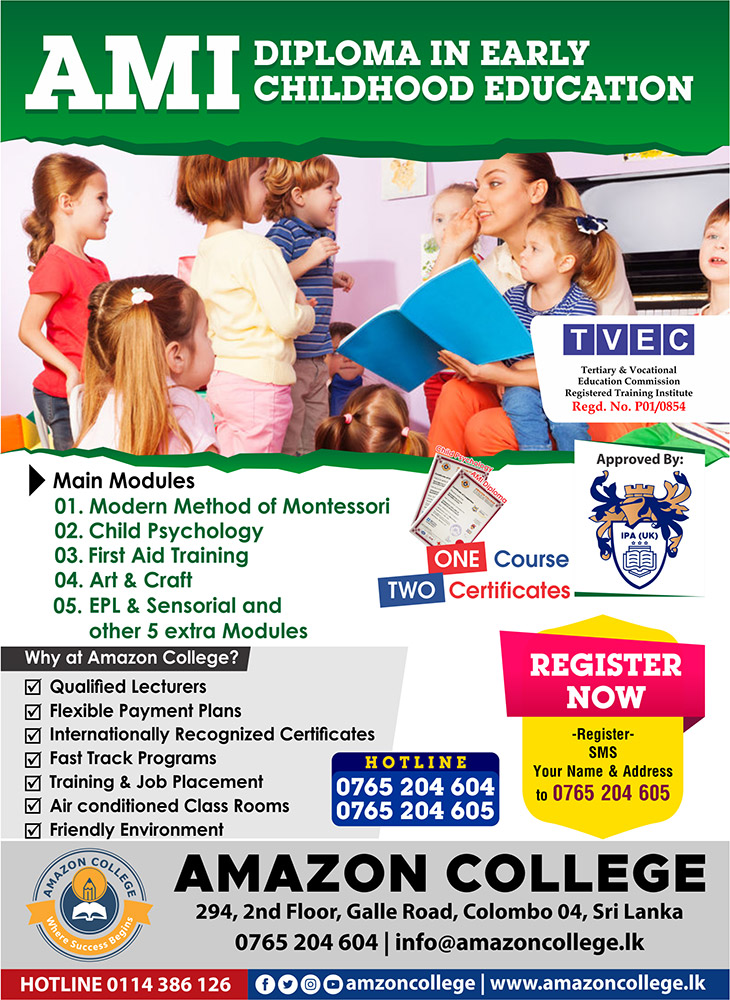 AMI
DIPLOMA IN EARLY
CHILDHOOD EDUCATION
TVEC
Tertiary & Vocational
Education Commission
Registered Training Institute
Regd. No. P01/0854
Main Modules
01. Modern Method of Montessori
02. Child Psychology
03. First Aid Training
04. Art & Craft
05. EPL & Sensorial and
other 5 extra Modules
Child Psychology
AMI Diploma
ONE Course
TWO Certificates
Approved By:
IPA (UK)
Why at Amazon College?
Qualified Lecturers
Flexible Payment Plans
Internationally Recognized Certificates
Fast Track Programs
Training & Job Placement
Air conditioned Class Rooms
Friendly Environment
HOTLINE
0765 204 604
0765 204 605
REGISTER
NOW
-Register-
SMS
Your Name & Address
to 0765 204 605
AMAZON COLLEGE
Where Success Begins
AMAZON COLLEGE
294, 2nd Floor, Galle Road, Colombo 04, Sri Lanka
0765 204 604 | info@amazoncollege.lk
HOTLINE 0114 386 126
amzoncollege | www.amazoncollege.lk